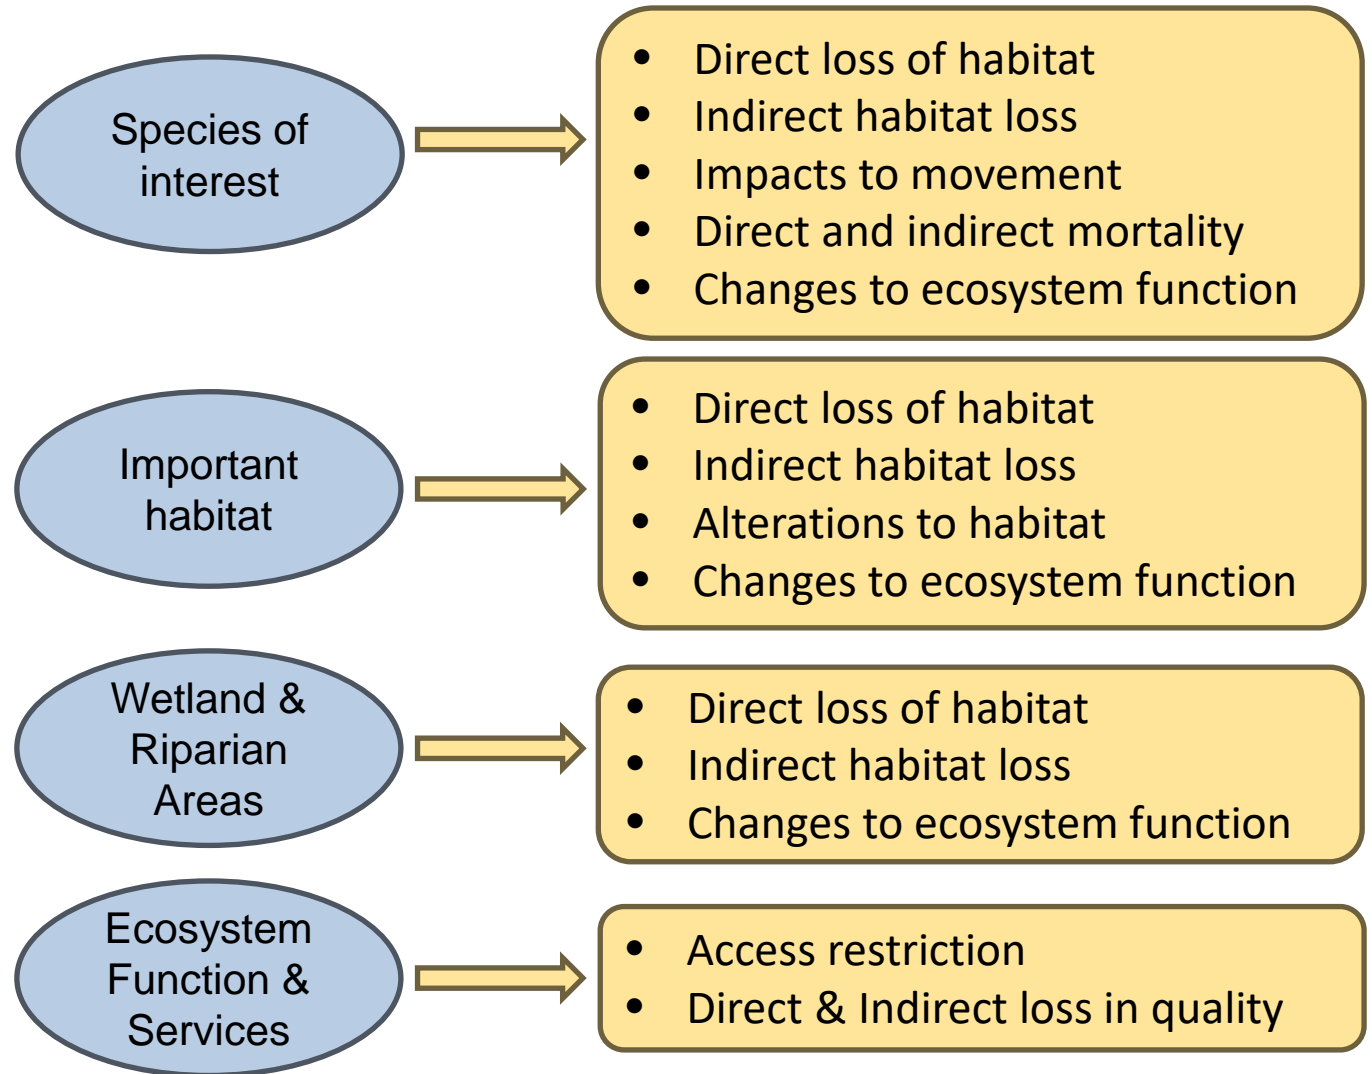 Species of
interest
• Direct loss of habitat
• Indirect habitat loss
• Impacts to movement
• Direct and indirect mortality
• Changes to ecosystem function
Important
habitat
• Direct loss of habitat
• Indirect habitat loss
• Alterations to habitat
• Changes to ecosystem function
Wetland &
Riparian
Areas
• Direct loss of habitat
• Indirect habitat loss
• Changes to ecosystem function
Ecosystem
Function &
Services
• Access restriction
• Direct & Indirect loss in quality